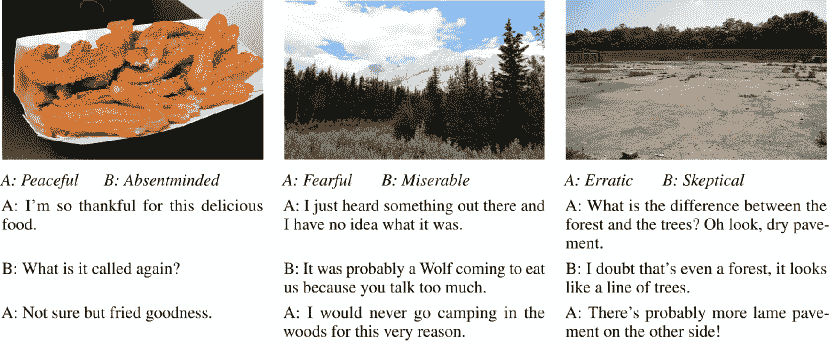 A: Peaceful B: Absentminded
A: I'm so thankful for this delicious
food.
B: What is it called again?
A: Not sure but fried goodness.
A: Fearful B: Miserable
A: I just heard something out there and
I have no idea what it was.
B: It was probably a Wolf coming to eat
us because you talk too much.
A: I would never go camping in the
woods for this very reason.
A: Erratic B: Skeptical
A: What is the difference between the
forest and the trees? Oh look, dry pave-
ment.
B: I doubt that's even a forest, it looks
like a line of trees.
A: There's probably more lame pave-
ment on the other side!